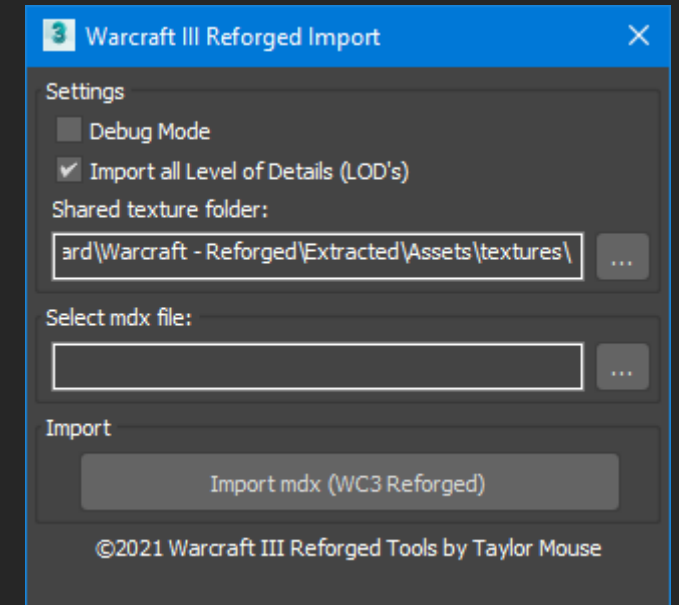 3 Warcraft III Reforged Import
Settings
Debug Mode
Import all Level of Details (LOD's)
Shared texture folder:
ard\Warcraft - Reforged\Extracted\Assets\textures\ ...
Select mdx file:
...
Import
Import mdx (WC3 Reforged)
©2021 Warcraft III Reforged Tools by Taylor Mouse